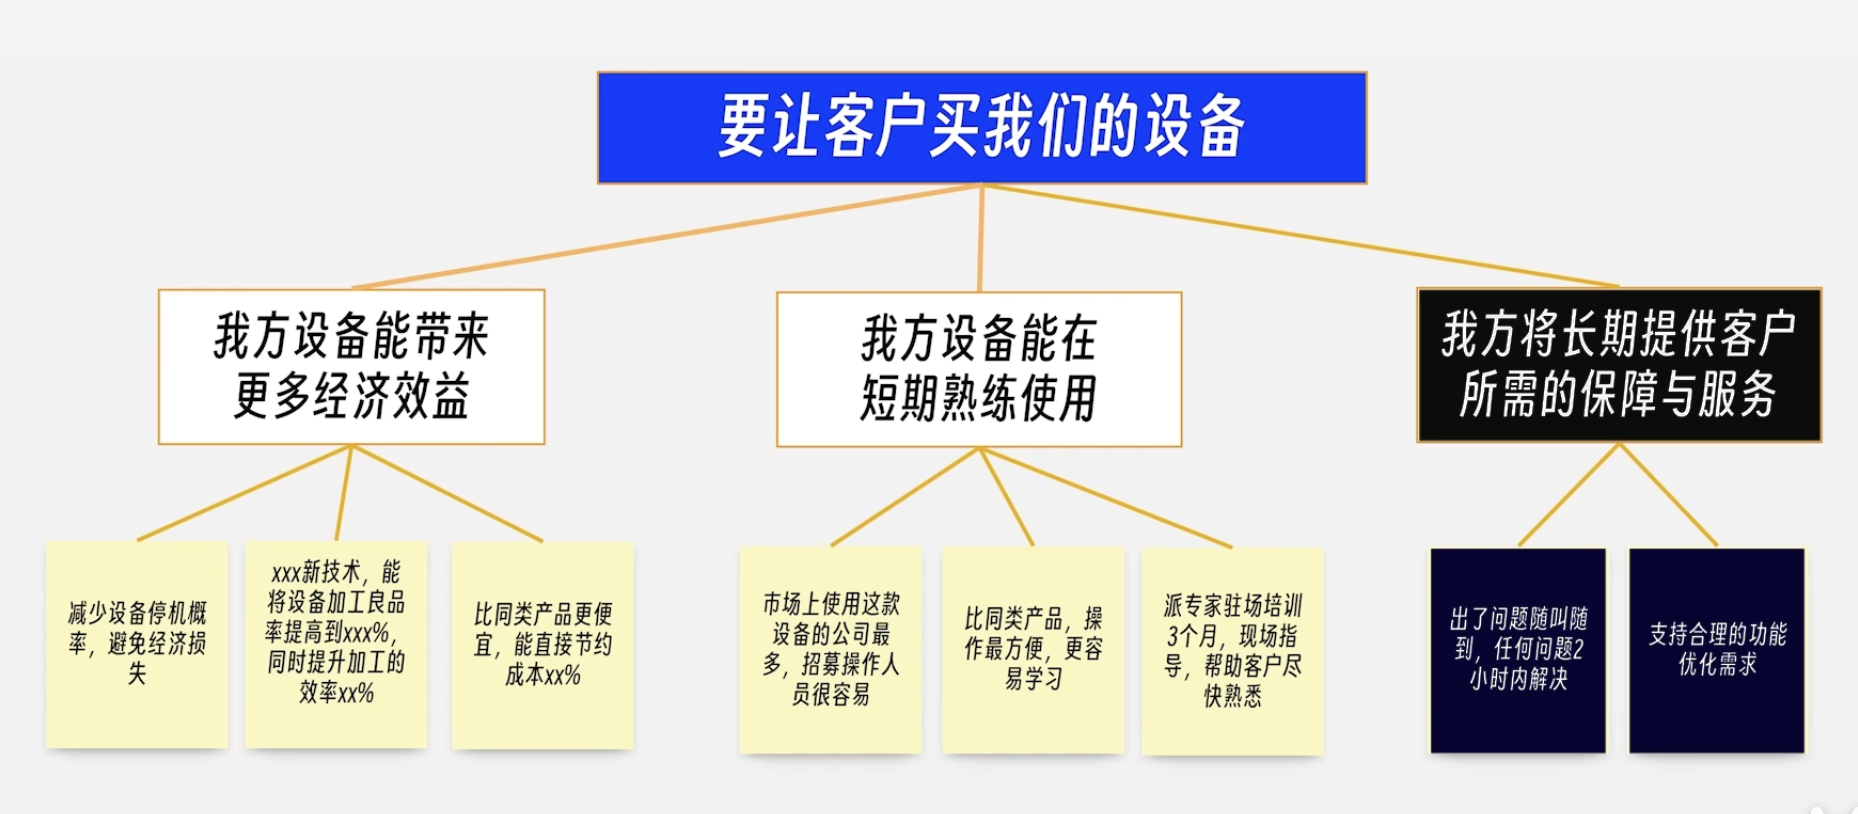 要让客户买我们的设备
我方设备能带来
更多经济效益
我方设备能在
短期熟练使用
我方将长期提供客户
所需的保障与服务
减少设备停机概
率，避免经济损
失
xxx新技术，能
将设备加工良品
率提高到xxx%，
同时提升加工的
效率xx%
比同类产品更便
宜，能直接节约
成本xx%
市场上使用这款
设备的公司最
多，招募操作人
员很容易
比同类产品，操
作最方便，更容
易学习
派专家驻场培训
3个月，现场指
导，帮助客户尽
快熟悉
出了问题随叫随
到，任何问题2
小时内解决
支持合理的功能
优化需求